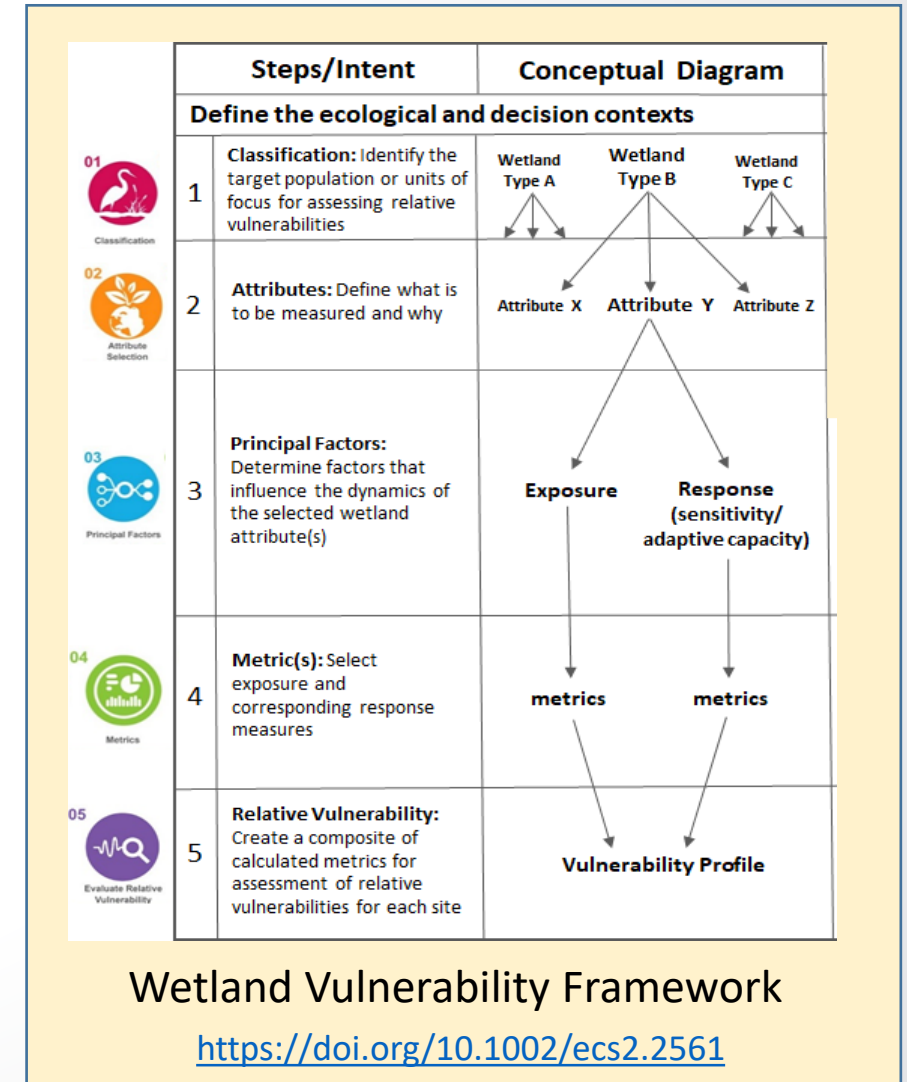 Steps/Intent
Conceptual Diagram
Define the ecological and decision contexts
01
Classification
1
Classification: Identify the
target population or units of
focus for assessing relative
vulnerabilities
Wetland
Type A
Wetland
Type B
Wetland
Type C
02
Attribute
Selection
2
Attributes: Define what is
to be measured and why
Attribute X
Attribute Y
Attribute Z
03
Principal Factors
3
Principal Factors:
Determine factors that
influence the dynamics of
the selected wetland
attribute(s)
Exposure
Response
(sensitivity/
adaptive capacity)
04
Metrics
4
Metric(s): Select
exposure and
corresponding response
measures
metrics
metrics
05
Evaluate Relative
Vulnerability
5
Relative Vulnerability:
Create a composite of
calculated metrics for
assessment of relative
vulnerabilities for each site
Vulnerability Profile
Wetland Vulnerability Framework
https://doi.org/10.1002/ecs2.2561